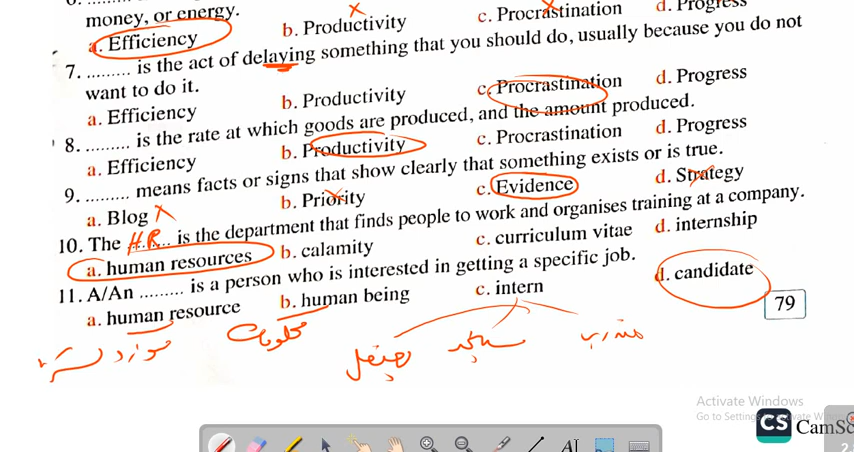 money, or energy.
a. Efficiency b. Productivity c. Procrastination d. Progress
7. ......... is the act of delaying something that you should do, usually because you do not
want to do it.
a. Efficiency b. Productivity c. Procrastination d. Progress
8. ......... is the rate at which goods are produced, and the amount produced.
a. Efficiency b. Productivity c. Procrastination d. Progress
9. ......... means facts or signs that show clearly that something exists or is true.
a. Blog b. Priority c. Evidence d. Strategy
10. The H.R. is the department that finds people to work and organises training at a company.
a. human resources b. calamity c. curriculum vitae d. internship
11. A/An ......... is a person who is interested in getting a specific job.
a. human resource b. human being c. intern d. candidate
79
Activate Windows
Go to Settings
CS CamSc